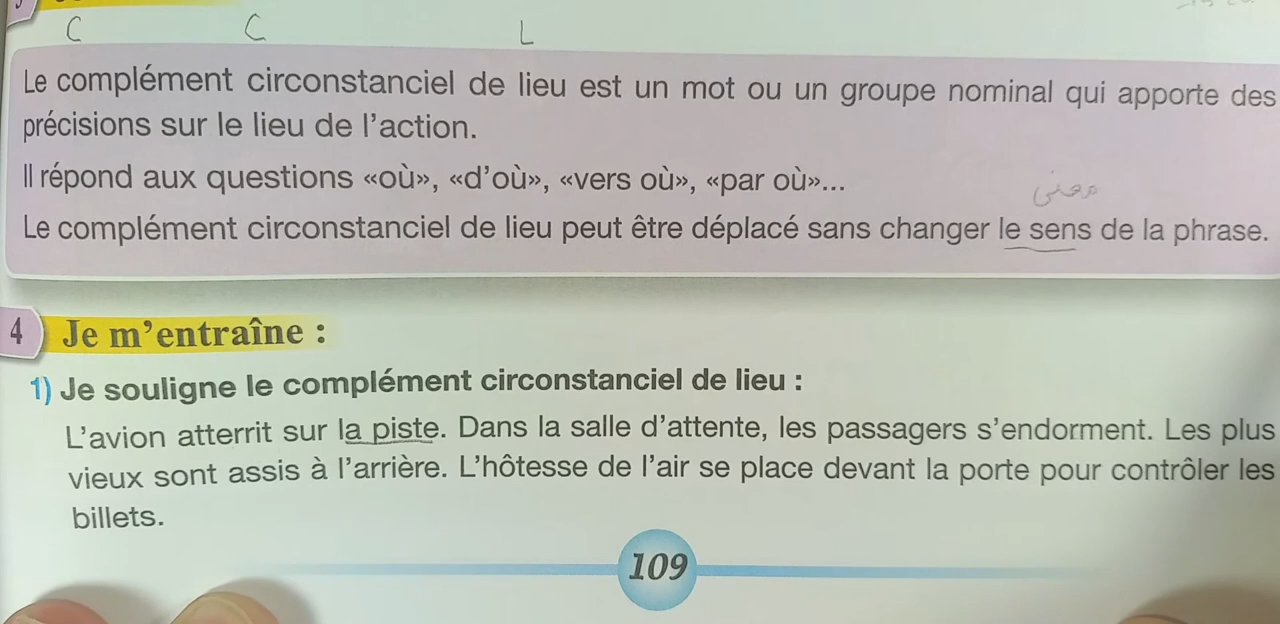 C C L
Le complément circonstanciel de lieu est un mot ou un groupe nominal qui apporte des
précisions sur le lieu de l'action.
Il répond aux questions «où», «d'où», «vers où», «par où»...
معنى
Le complément circonstanciel de lieu peut être déplacé sans changer le sens de la phrase.
4 Je m'entraîne :
1) Je souligne le complément circonstanciel de lieu :
L'avion atterrit sur la piste. Dans la salle d'attente, les passagers s'endorment. Les plus
vieux sont assis à l'arrière. L'hôtesse de l'air se place devant la porte pour contrôler les
billets.
109